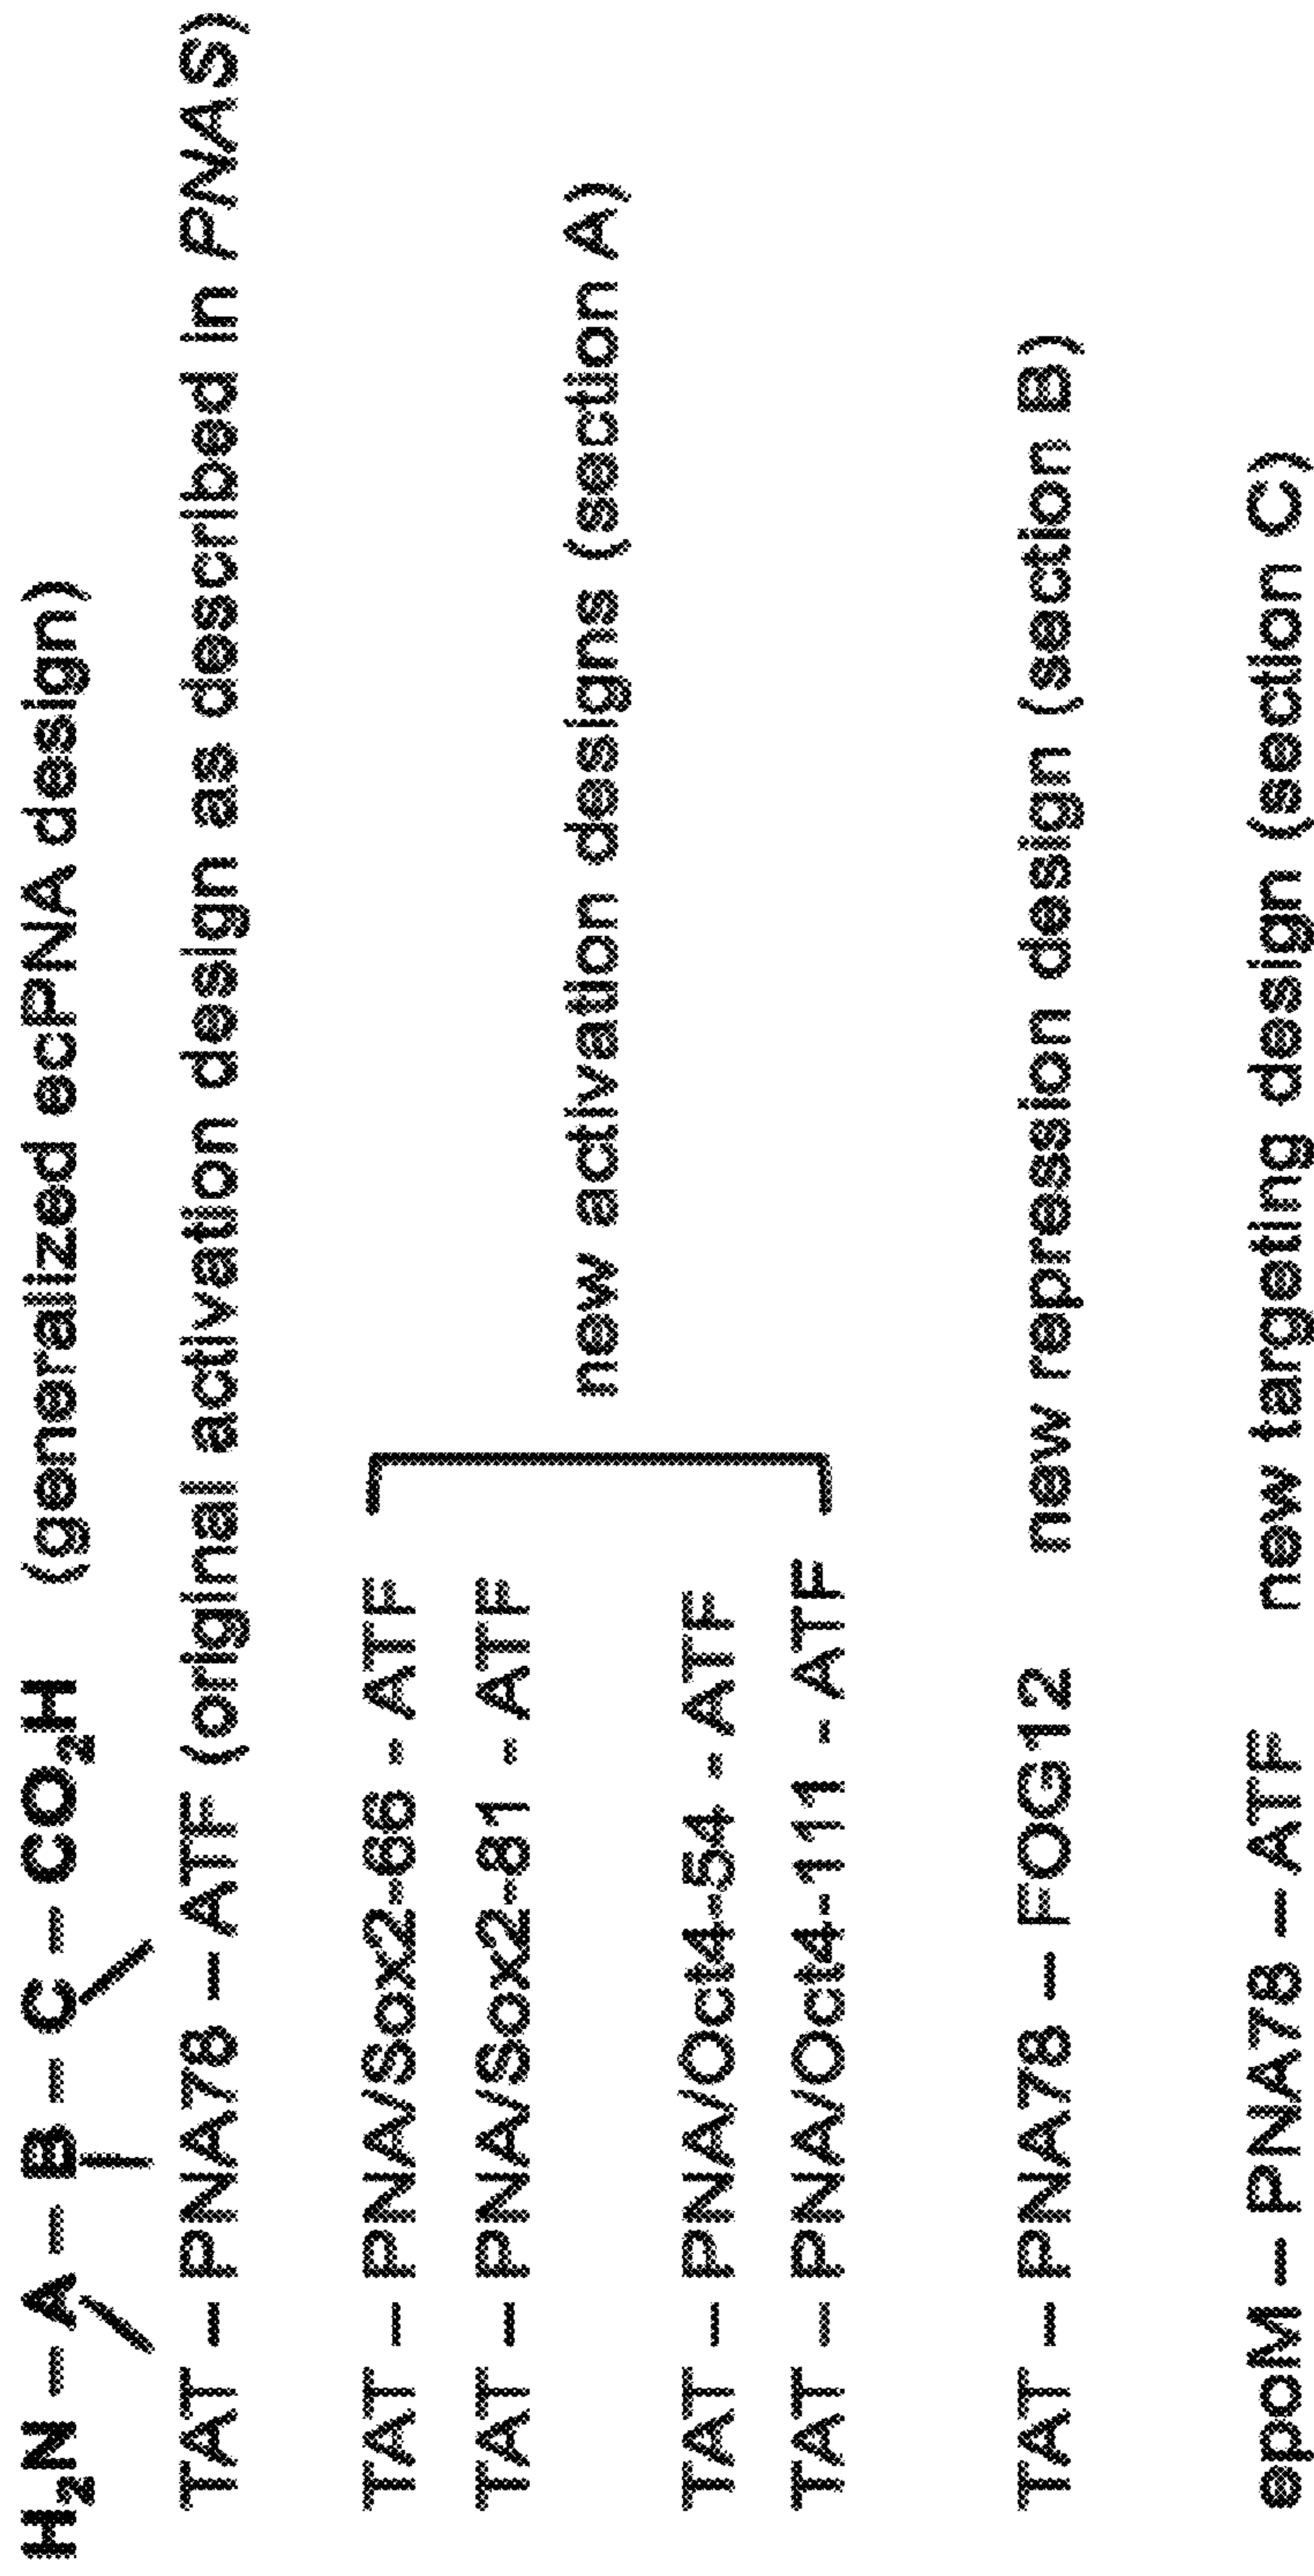 H₂N – A – B – C – CO₂H (generalized ecPNA design)
TAT – PNA78 – ATF (original activation design as described in PNAS)
TAT – PNA/Sox2-66 - ATF
TAT – PNA/Sox2-81 - ATF
new activation designs (section A)
TAT – PNA/Oct4-54 - ATF
TAT – PNA/Oct4-111 - ATF
TAT – PNA78 – FOG12 new repression design (section B)
epoM – PNA78 – ATF new targeting design (section C)